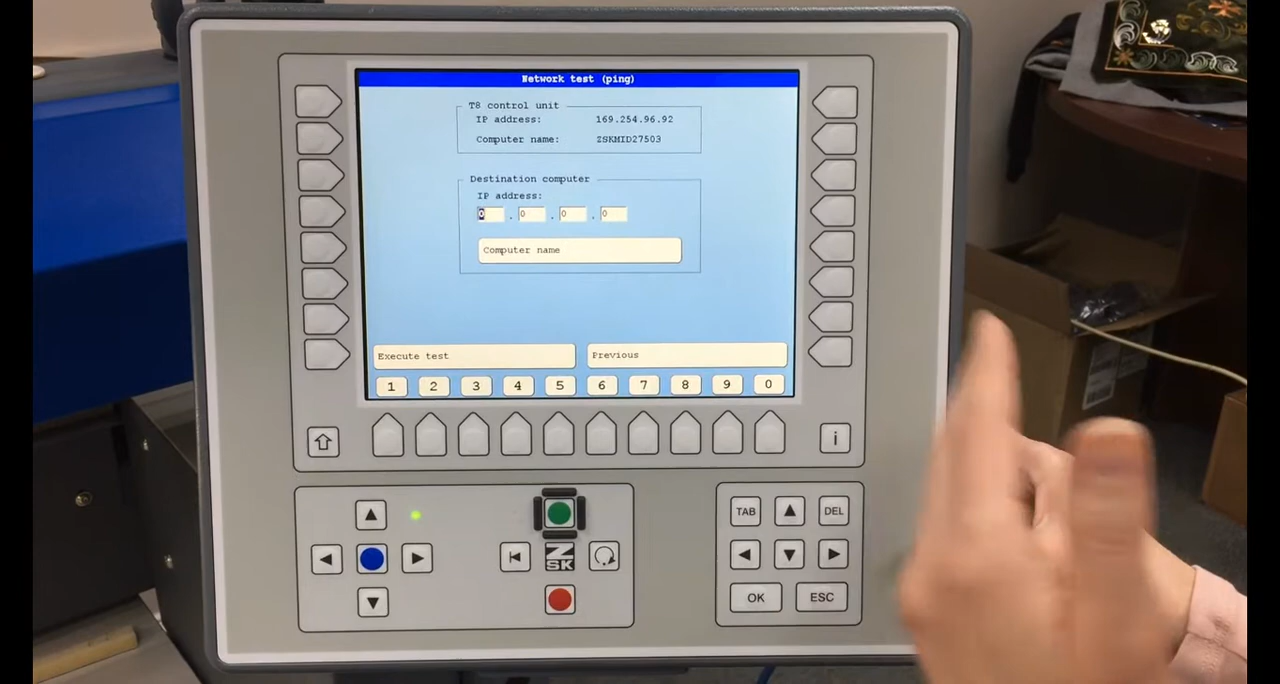 Network test (ping)
T8 control unit
IP address: 169.254.96.92
Computer name: ZSKMID27503
Destination computer
IP address:
0 . 0 . 0 . 0
Computer name
Execute test Previous
1 2 3 4 5 6 7 8 9 0
i
TAB DEL
ZSK
OK ESC